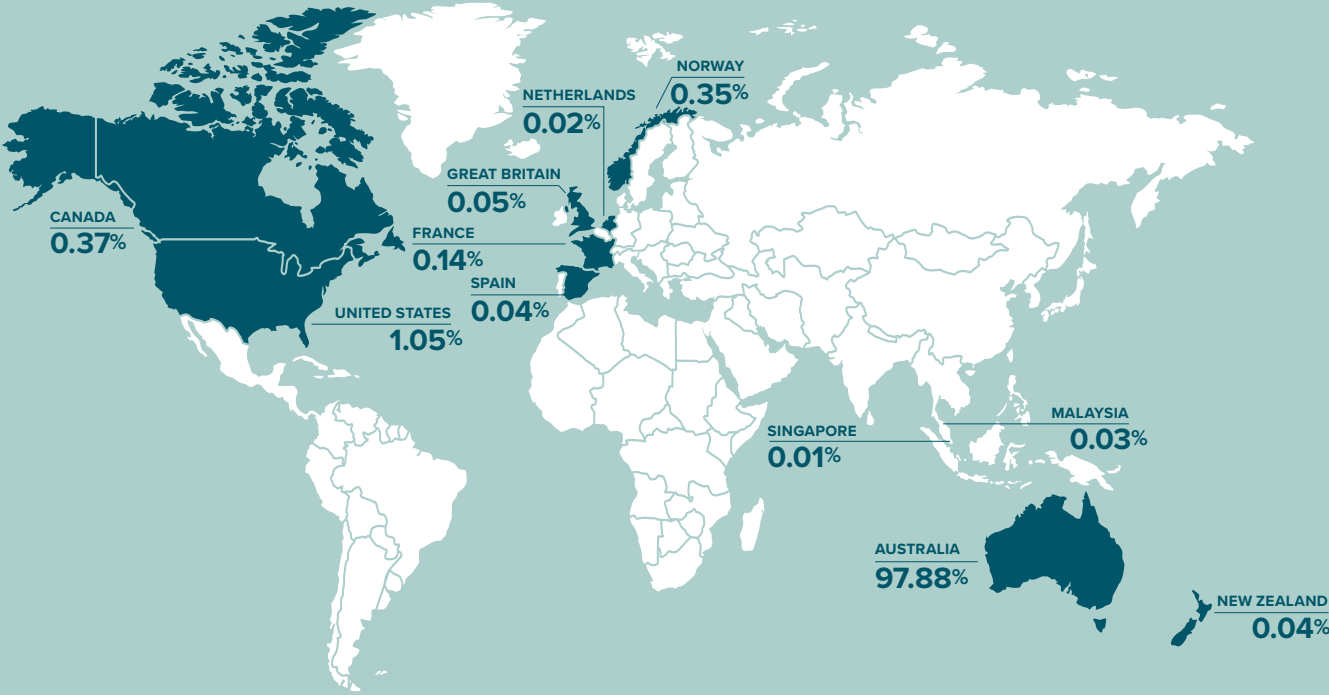 NORWAY
0.35%
NETHERLANDS
0.02%
GREAT BRITAIN
0.05%
CANADA
0.37%
FRANCE
0.14%
SPAIN
0.04%
UNITED STATES
1.05%
MALAYSIA
0.03%
SINGAPORE
0.01%
AUSTRALIA
97.88%
NEW ZEALAND
0.04%